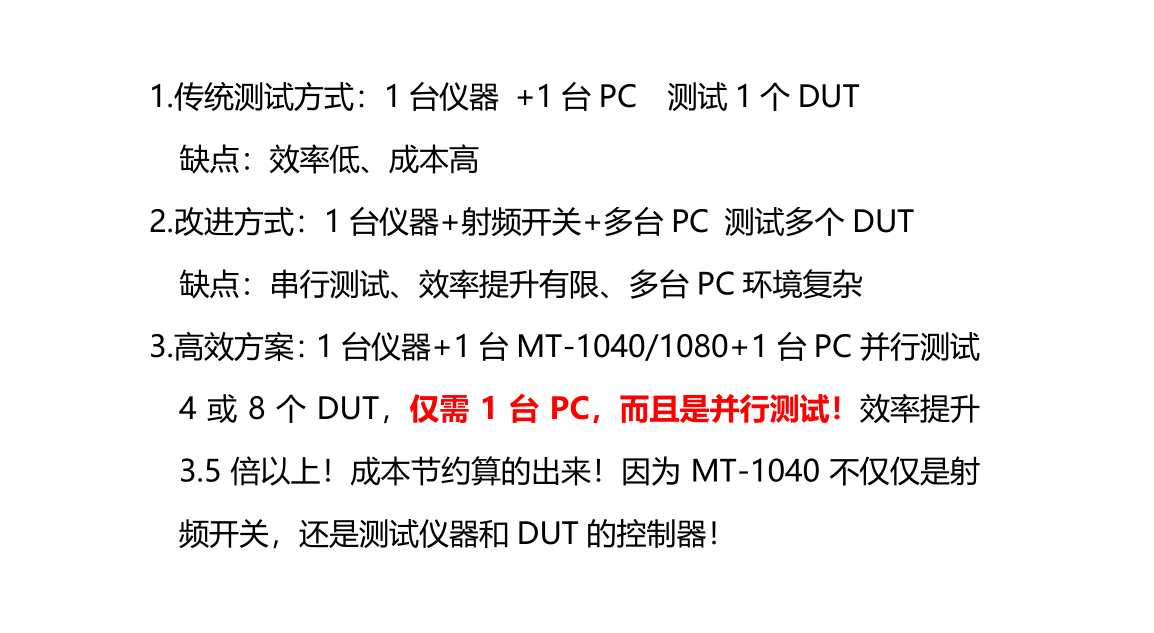 1.传统测试方式：1 台仪器 +1 台 PC 测试 1 个 DUT
缺点：效率低、成本高
2.改进方式：1 台仪器+射频开关+多台 PC 测试多个 DUT
缺点：串行测试、效率提升有限、多台 PC 环境复杂
3.高效方案：1 台仪器+1 台 MT-1040/1080+1 台 PC 并行测试
4 或 8 个 DUT，仅需 1 台 PC，而且是并行测试！效率提升
3.5 倍以上！成本节约算的出来！因为 MT-1040 不仅仅是射
频开关，还是测试仪器和 DUT 的控制器！